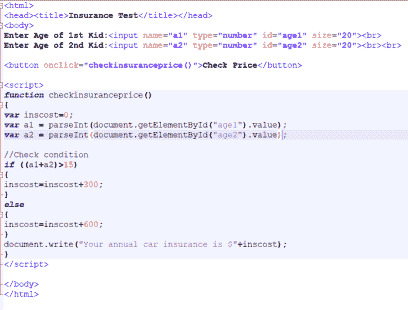 <html>
<head><title>Insurance Test</title></head>
<body>
Enter Age of 1st Kid:<input name="a1" type="number" id="age1" size="20"><br>
Enter Age of 2nd Kid:<input name="a2" type="number" id="age2" size="20"><br><br>
<button onclick="checkinsuranceprice()">Check Price</button>
<script>
function checkinsuranceprice()
{
var inscost=0;
var a1 = parseInt(document.getElementById("age1").value);
var a2 = parseInt(document.getElementById("age2").value);
//Check condition
if ((a1+a2)>15)
{
inscost=inscost+300;
}
else
{
inscost=inscost+600;
}
document.write("Your annual car insurance is $"+inscost);
}
</script>
</body>
</html>